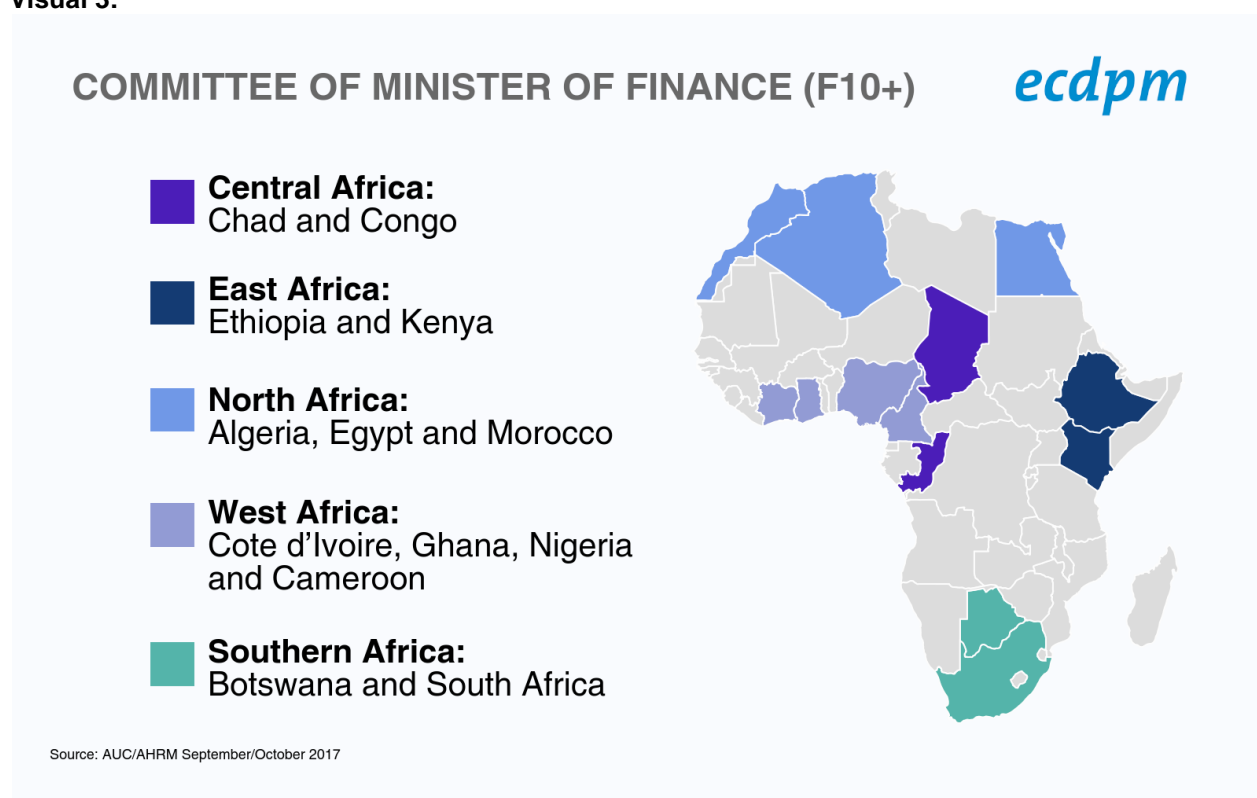 Visual 3:
COMMITTEE OF MINISTER OF FINANCE (F10+)
ecdpm
Central Africa:
Chad and Congo
East Africa:
Ethiopia and Kenya
North Africa:
Algeria, Egypt and Morocco
West Africa:
Cote d’Ivoire, Ghana, Nigeria
and Cameroon
Southern Africa:
Botswana and South Africa
Source: AUC/AHRM September/October 2017